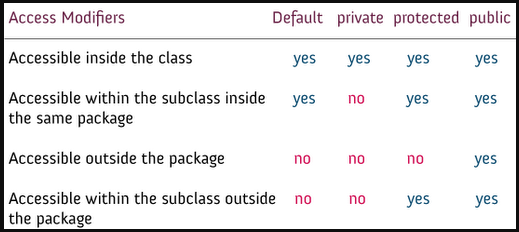 Access Modifiers Default private protected public
Accessible inside the class yes yes yes yes
Accessible within the subclass inside yes no yes yes
the same package
Accessible outside the package no no no yes
Accessible within the subclass outside no no yes yes
the package